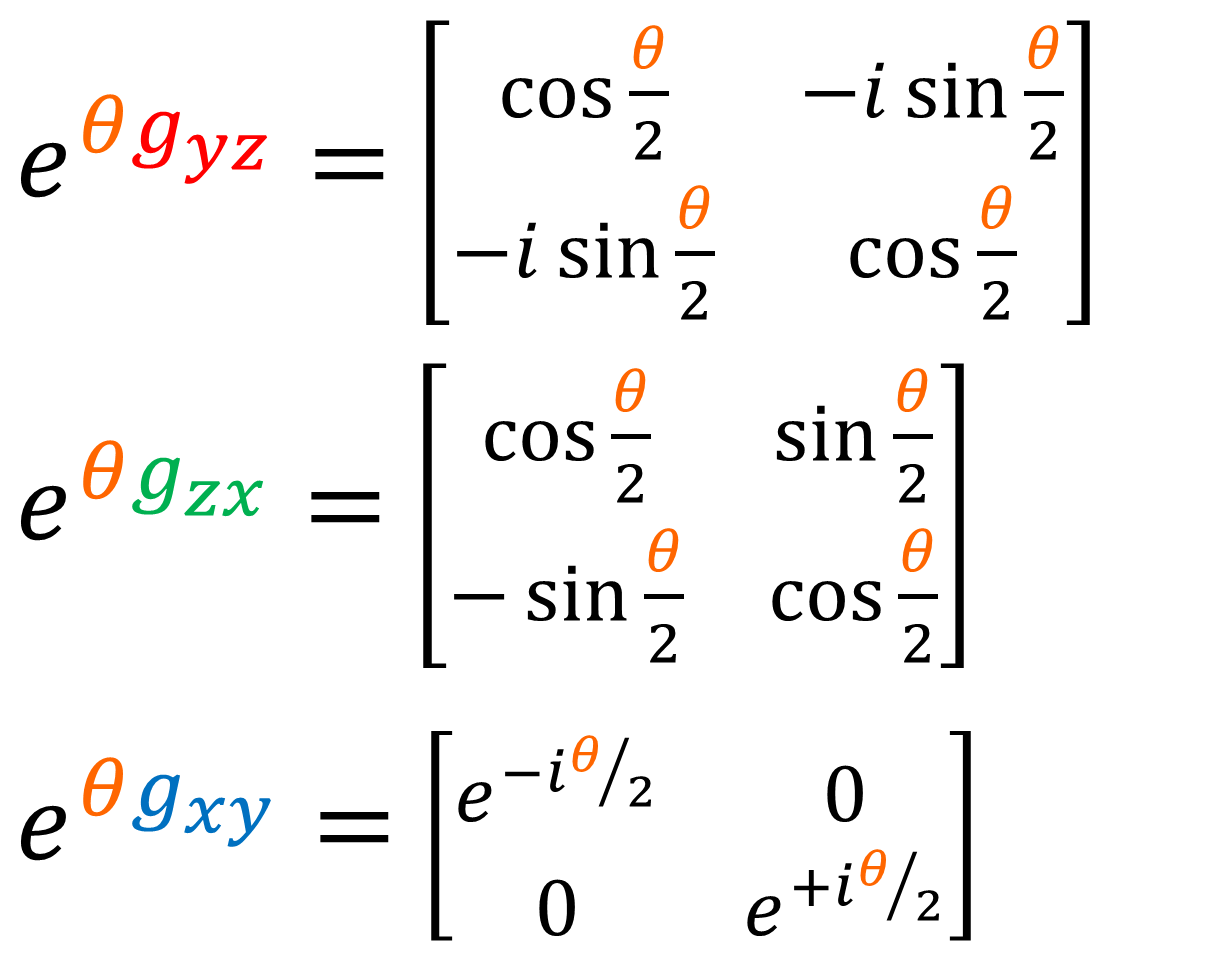 e^{θ g_{yz}} = [ cos θ/2   −i sin θ/2
−i sin θ/2   cos θ/2 ]
e^{θ g_{zx}} = [ cos θ/2   sin θ/2
− sin θ/2   cos θ/2 ]
e^{θ g_{xy}} = [ e^{−iθ/2}   0
0   e^{+iθ/2} ]